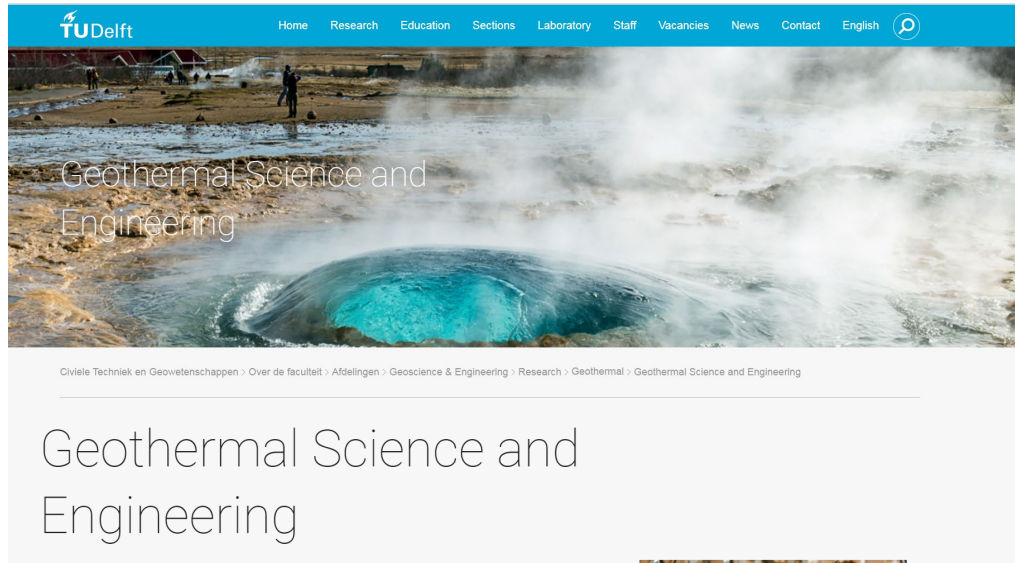 TUDelft
Home Research Education Sections Laboratory Staff Vacancies News Contact English
Geothermal Science and
Engineering
Civiele Techniek en Geowetenschappen > Over de faculteit > Afdelingen > Geoscience & Engineering > Research > Geothermal > Geothermal Science and Engineering
Geothermal Science and
Engineering